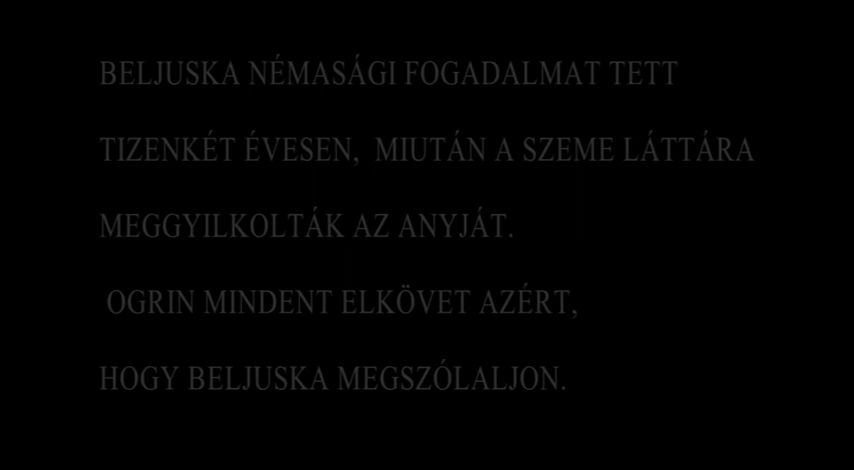 BELJUSKA NÉMASÁGI FOGADALMAT TETT
TIZENKÉT ÉVESEN, MIUTÁN A SZEME LÁTTÁRA
MEGGYILKOLTÁK AZ ANYJÁT.
OGRIN MINDENT ELKÖVET AZÉRT,
HOGY BELJUSKA MEGSZÓLALJON.